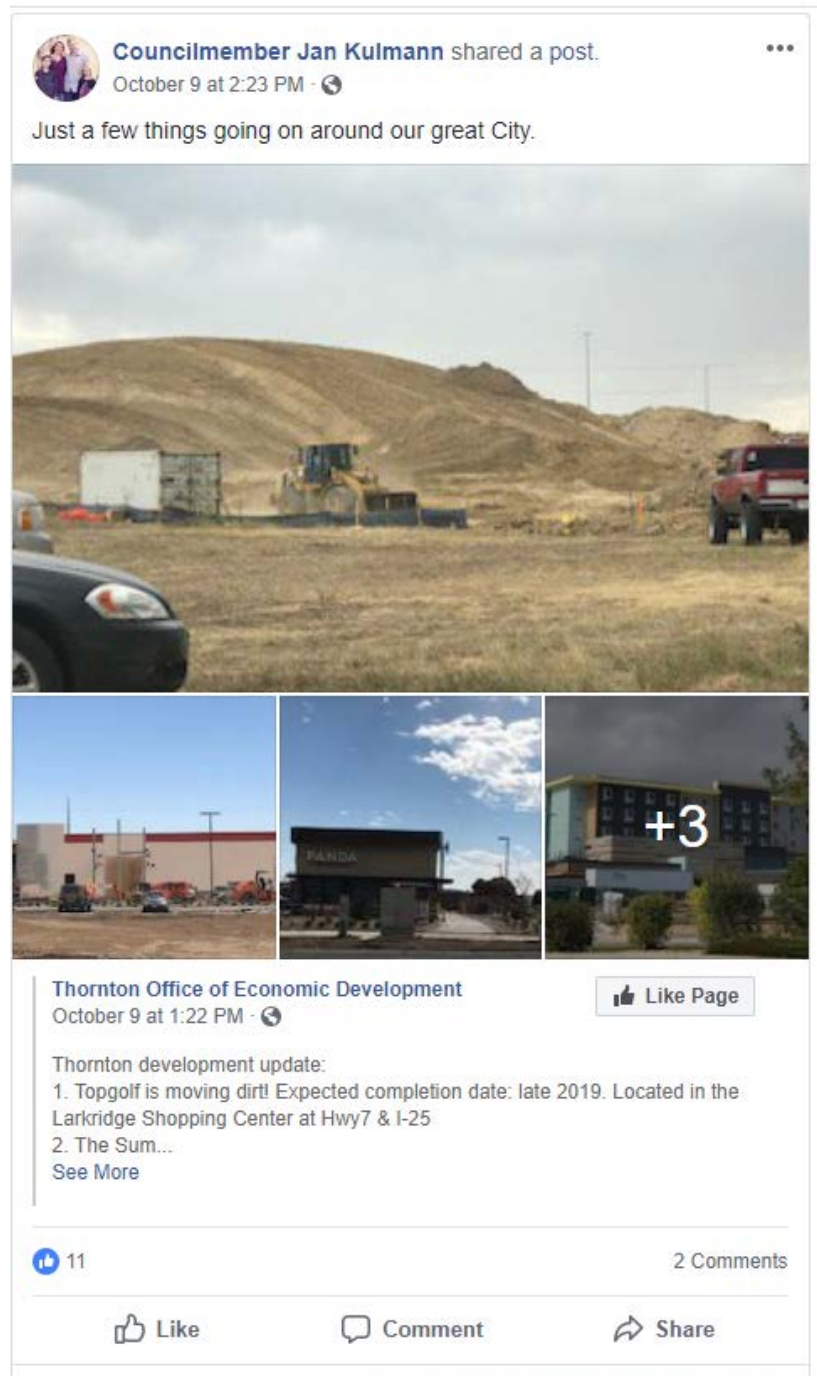 Councilmember Jan Kulmann shared a post.
October 9 at 2:23 PM ·
Just a few things going on around our great City.
PANDA
+3
Thornton Office of Economic Development
Like Page
October 9 at 1:22 PM ·
Thornton development update:
1. Topgolf is moving dirt! Expected completion date: late 2019. Located in the
Larkridge Shopping Center at Hwy7 & I-25
2. The Sum...
See More
11
2 Comments
Like
Comment
Share